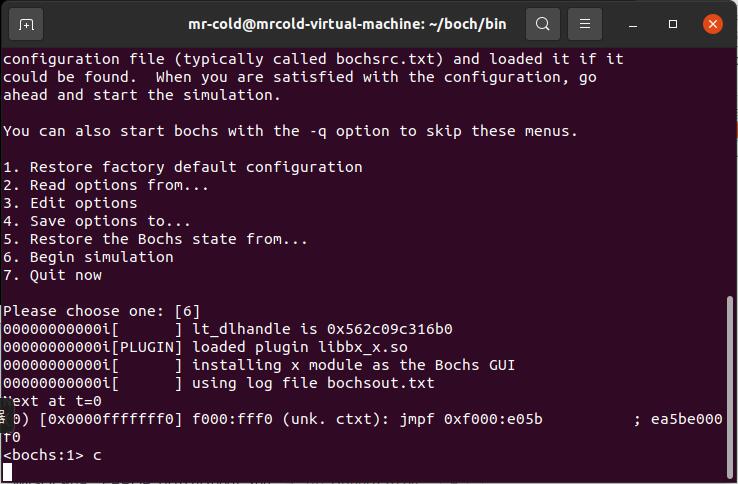 mr-cold@mrcold-virtual-machine: ~/boch/bin
configuration file (typically called bochsrc.txt) and loaded it if it
could be found.  When you are satisfied with the configuration, go
ahead and start the simulation.
You can also start bochs with the -q option to skip these menus.
1. Restore factory default configuration
2. Read options from...
3. Edit options
4. Save options to...
5. Restore the Bochs state from...
6. Begin simulation
7. Quit now
Please choose one: [6]
00000000000i[      ] lt_dlhandle is 0x562c09c316b0
00000000000i[PLUGIN] loaded plugin libbx_x.so
00000000000i[      ] installing x module as the Bochs GUI
00000000000i[      ] using log file bochsout.txt
Next at t=0
0) [0x0000fffffff0] f000:fff0 (unk. ctxt): jmpf 0xf000:e05b          ; ea5be000
f0
<bochs:1> c